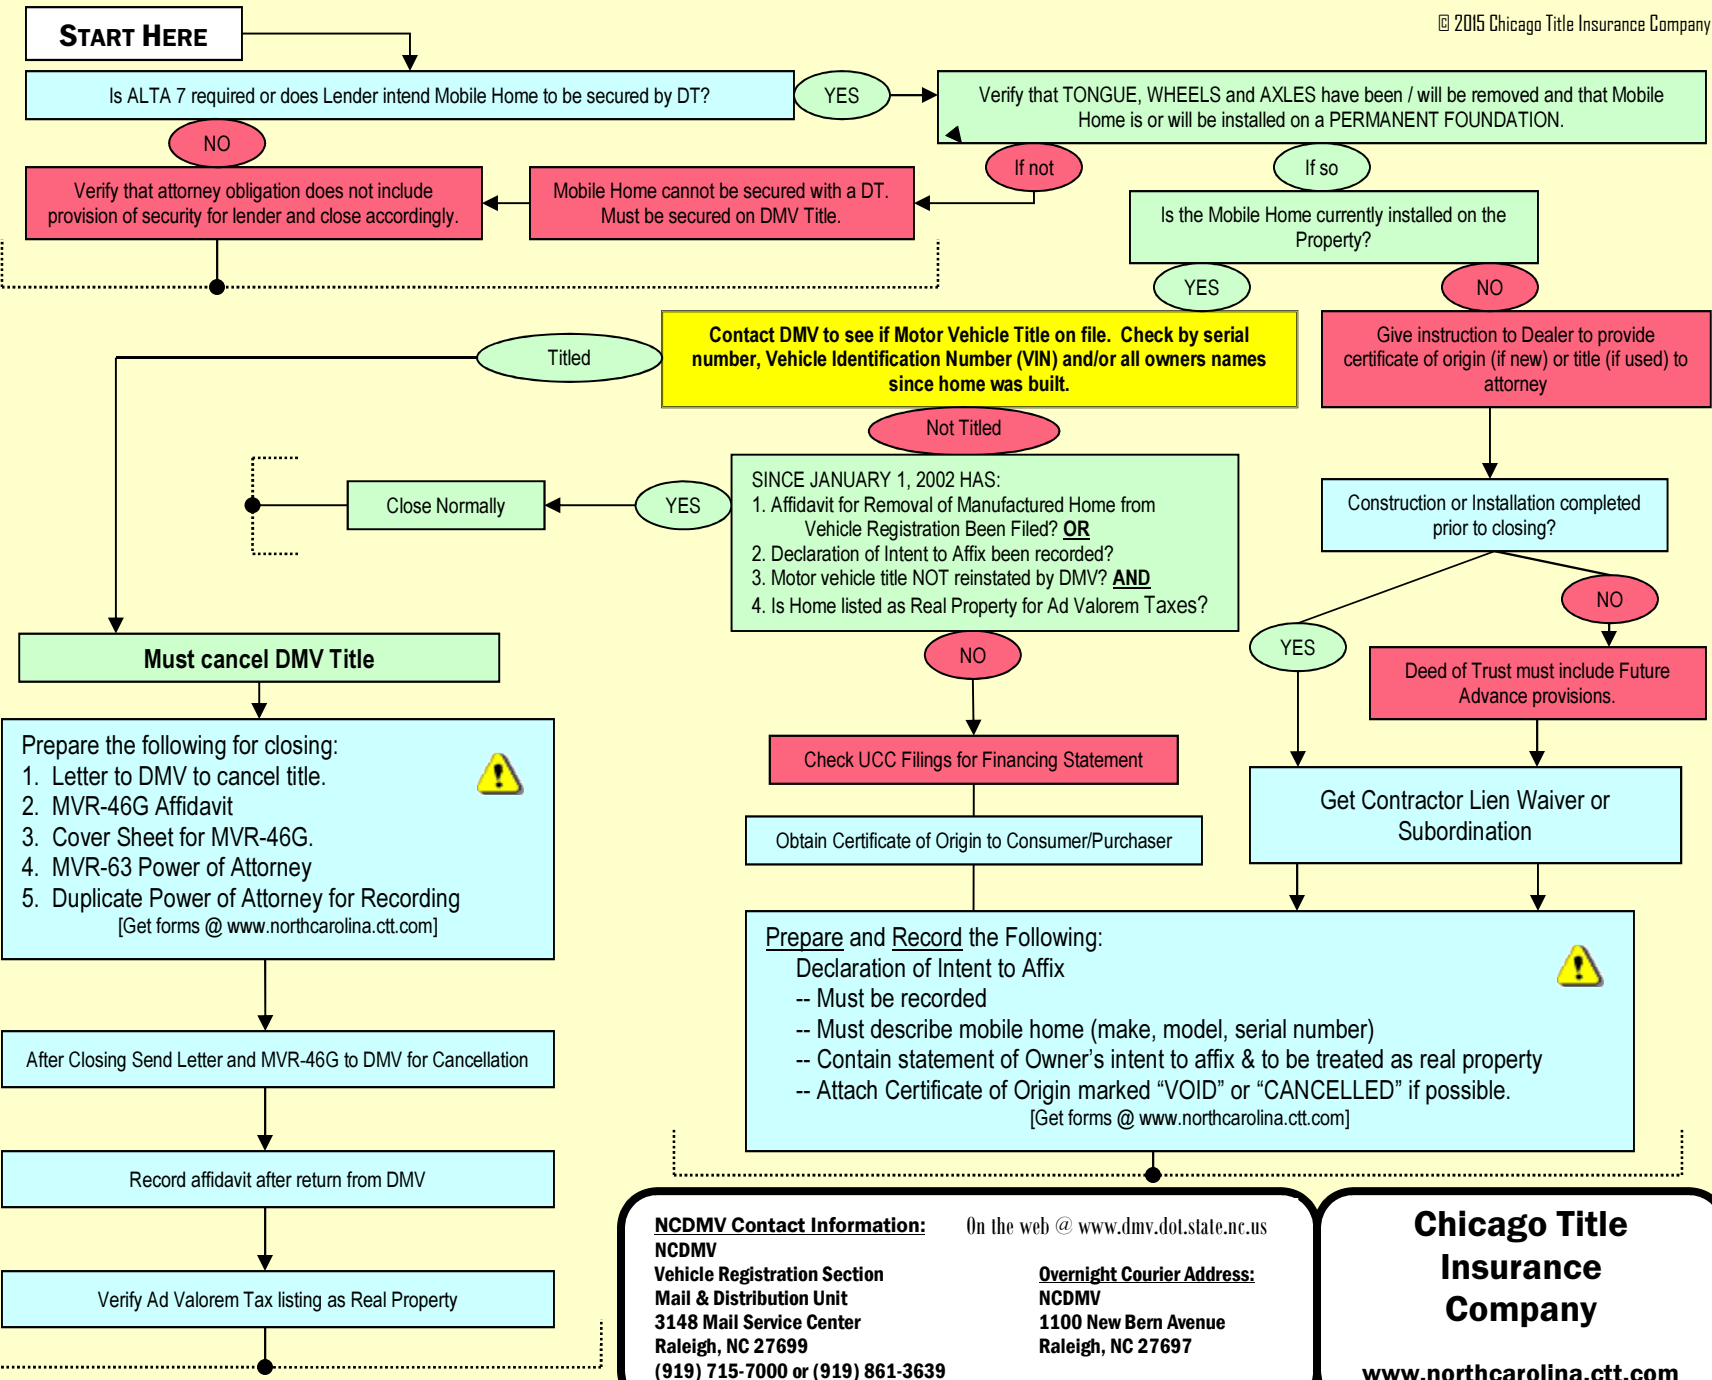 © 2015 Chicago Title Insurance Company
START HERE
Is ALTA 7 required or does Lender intend Mobile Home to be secured by DT?
YES
Verify that TONGUE, WHEELS and AXLES have been / will be removed and that Mobile
Home is or will be installed on a PERMANENT FOUNDATION.
NO
If not
If so
Verify that attorney obligation does not include
provision of security for lender and close accordingly.
Mobile Home cannot be secured with a DT.
Must be secured on DMV Title.
Is the Mobile Home currently installed on the
Property?
YES
NO
Titled
Contact DMV to see if Motor Vehicle Title on file. Check by serial
number, Vehicle Identification Number (VIN) and/or all owners names
since home was built.
Give instruction to Dealer to provide
certificate of origin (if new) or title (if used) to
attorney
Not Titled
Close Normally
YES
SINCE JANUARY 1, 2002 HAS:
1. Affidavit for Removal of Manufactured Home from
Vehicle Registration Been Filed? OR
2. Declaration of Intent to Affix been recorded?
3. Motor vehicle title NOT reinstated by DMV? AND
4. Is Home listed as Real Property for Ad Valorem Taxes?
Construction or Installation completed
prior to closing?
NO
YES
NO
Must cancel DMV Title
Deed of Trust must include Future
Advance provisions.
Prepare the following for closing:
1. Letter to DMV to cancel title.
2. MVR-46G Affidavit
3. Cover Sheet for MVR-46G.
4. MVR-63 Power of Attorney
5. Duplicate Power of Attorney for Recording
[Get forms @ www.northcarolina.ctt.com]
Check UCC Filings for Financing Statement
Get Contractor Lien Waiver or
Subordination
Obtain Certificate of Origin to Consumer/Purchaser
Prepare and Record the Following:
Declaration of Intent to Affix
-- Must be recorded
-- Must describe mobile home (make, model, serial number)
-- Contain statement of Owner's intent to affix & to be treated as real property
-- Attach Certificate of Origin marked "VOID" or "CANCELLED" if possible.
[Get forms @ www.northcarolina.ctt.com]
After Closing Send Letter and MVR-46G to DMV for Cancellation
Record affidavit after return from DMV
Verify Ad Valorem Tax listing as Real Property
NCDMV Contact Information:
On the web @ www.dmv.dot.state.nc.us
NCDMV
Vehicle Registration Section
Mail & Distribution Unit
3148 Mail Service Center
Raleigh, NC 27699
(919) 715-7000 or (919) 861-3639
Overnight Courier Address:
NCDMV
1100 New Bern Avenue
Raleigh, NC 27697
Chicago Title
Insurance
Company
www.northcarolina.ctt.com